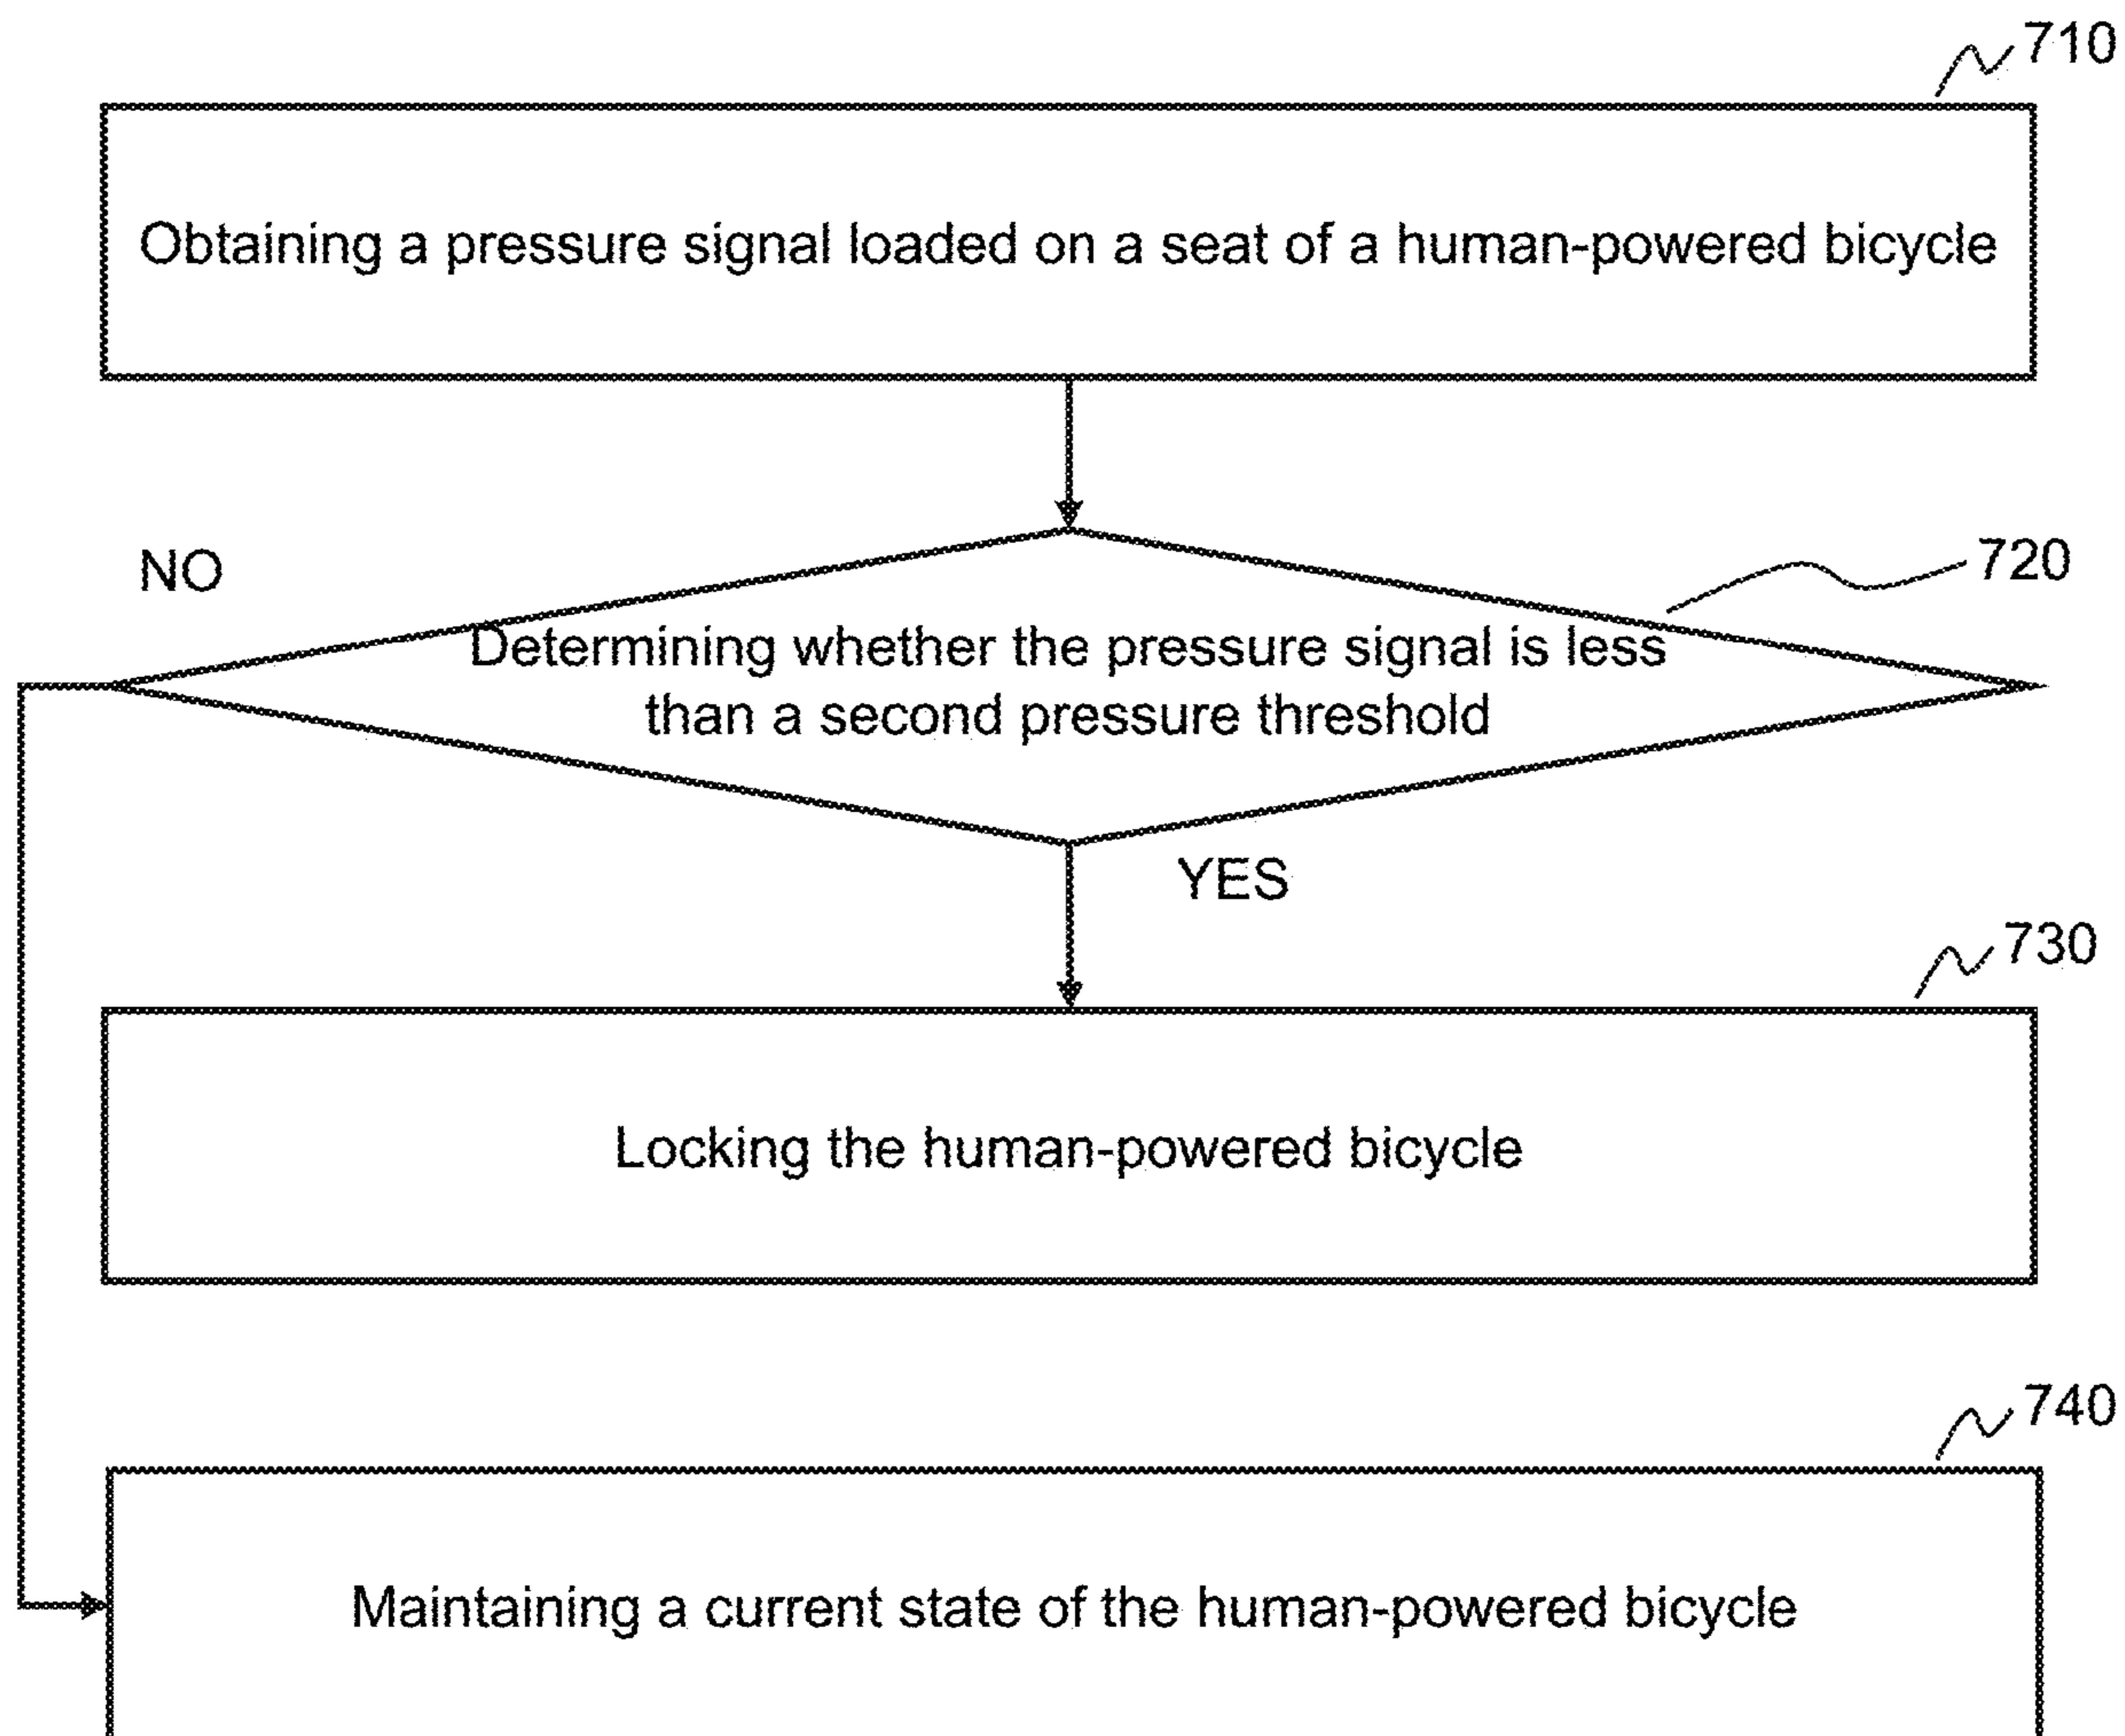 710
Obtaining a pressure signal loaded on a seat of a human-powered bicycle
NO
720
Determining whether the pressure signal is less
than a second pressure threshold
YES
730
Locking the human-powered bicycle
740
Maintaining a current state of the human-powered bicycle